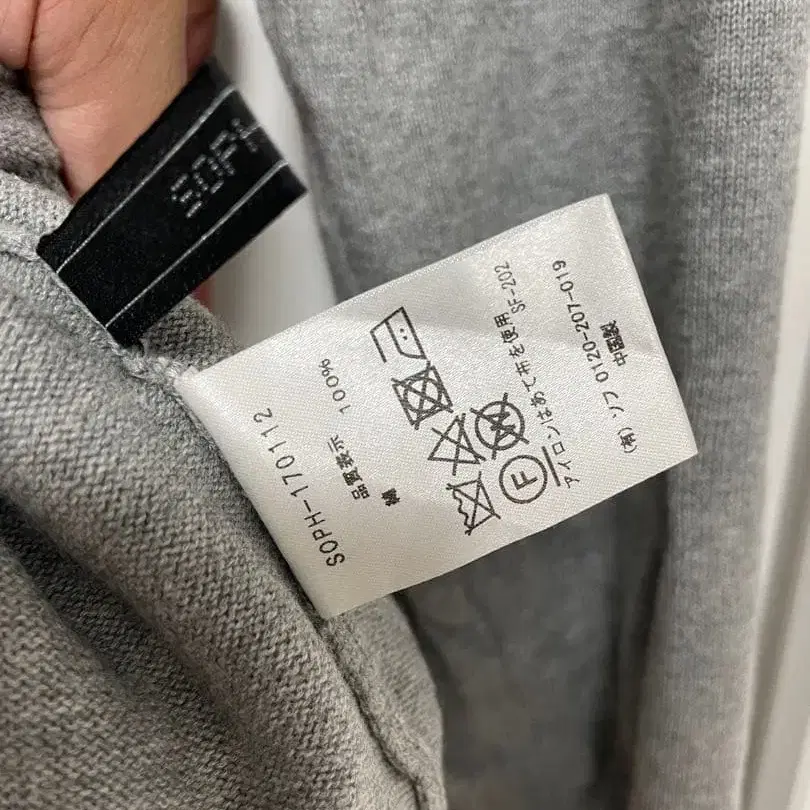 SOPH
SOPH-170112
品質表示
綿 100%
F
アイロンはあて布を使用 SF-202
(有) ソフ 0120-207-019
中国製